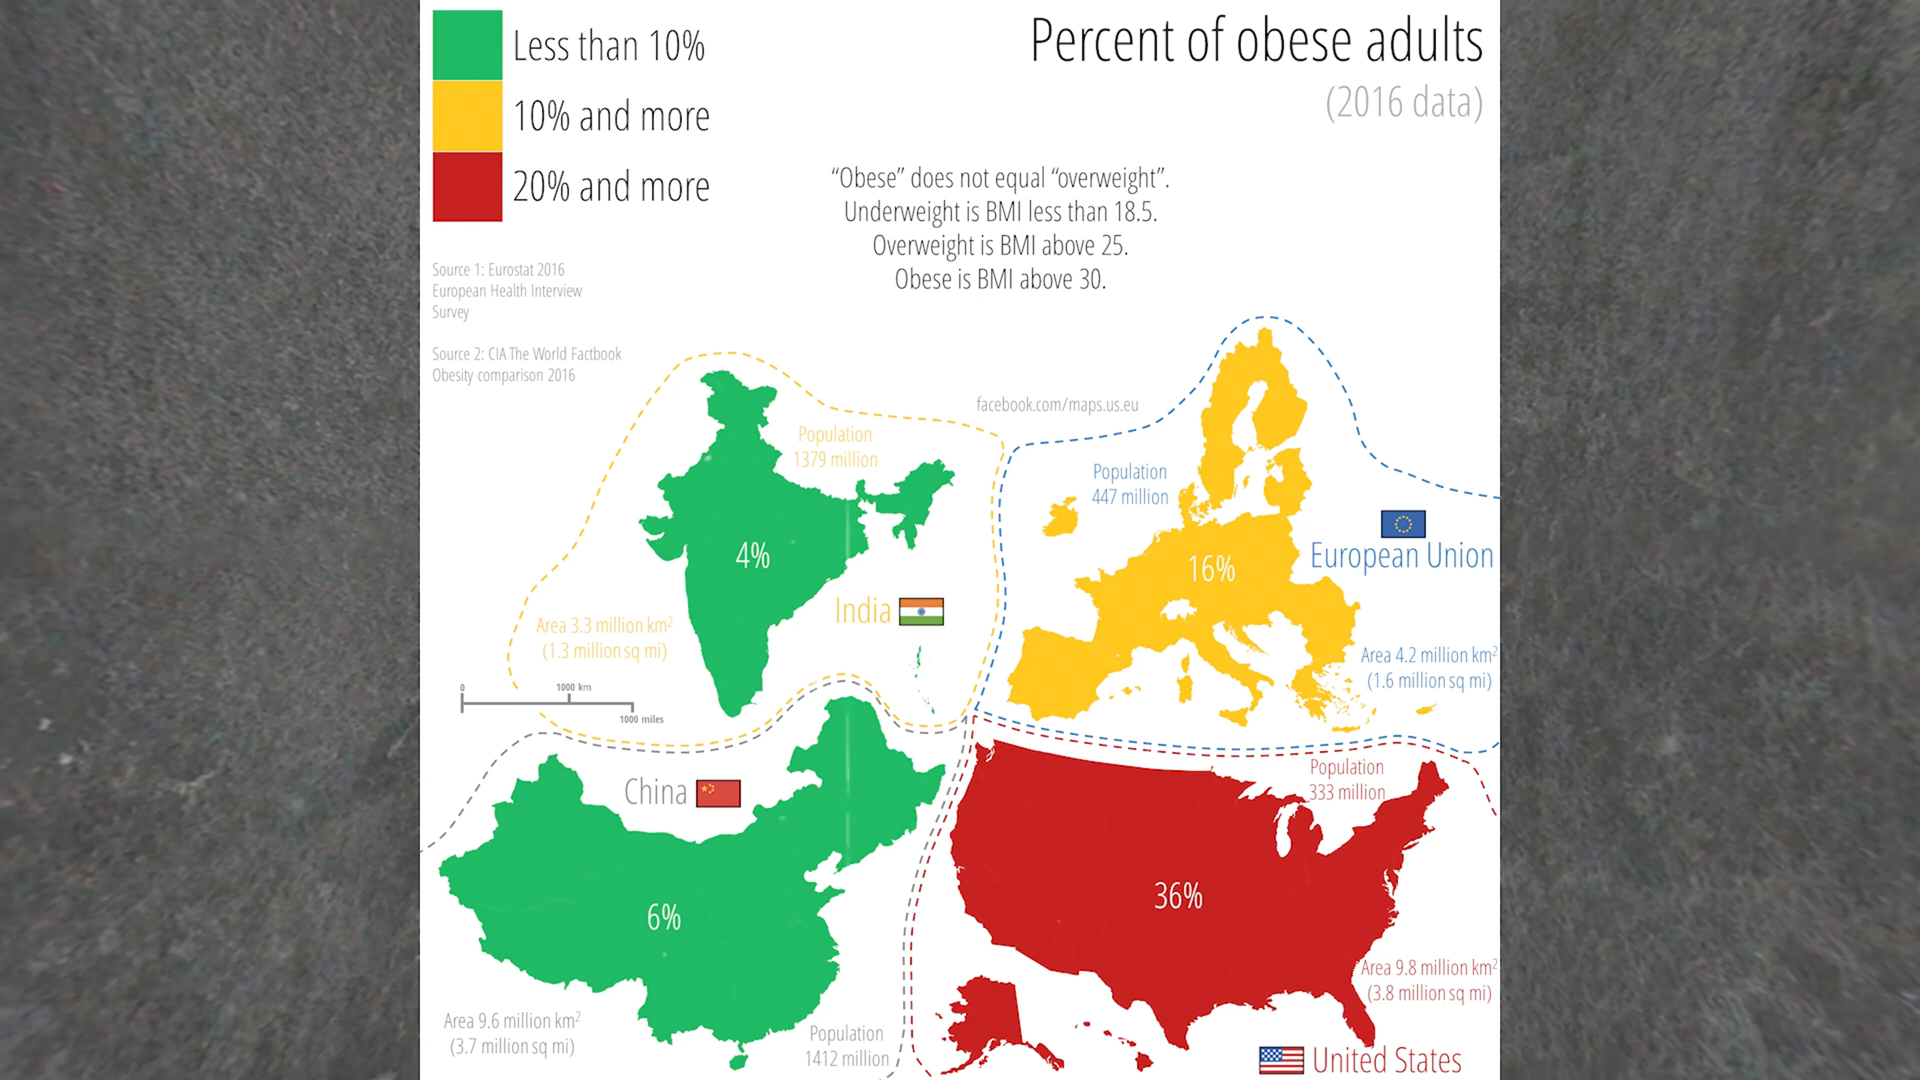 Less than 10%
10% and more
20% and more
Percent of obese adults
(2016 data)
“Obese” does not equal “overweight”.
Underweight is BMI less than 18.5.
Overweight is BMI above 25.
Obese is BMI above 30.
Source 1: Eurostat 2016
European Health Interview
Survey
Source 2: CIA The World Factbook
Obesity comparison 2016
facebook.com/maps.us.eu
Population
1379 million
4%
India
Area 3.3 million km²
(1.3 million sq mi)
0
1000 km
1000 miles
Population
447 million
16%
European Union
Area 4.2 million km²
(1.6 million sq mi)
China
6%
Area 9.6 million km²
(3.7 million sq mi)
Population
1412 million
Population
333 million
36%
Area 9.8 million km²
(3.8 million sq mi)
United States